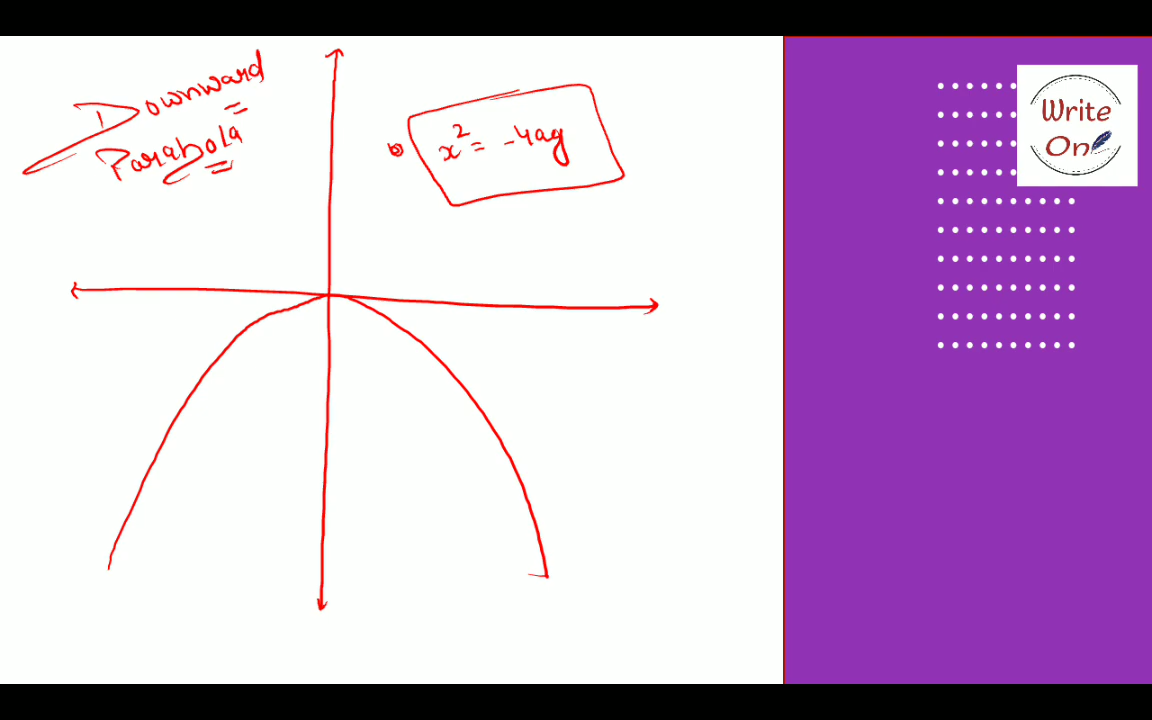 Downward
Parabola
x² = -4ay
Write
On